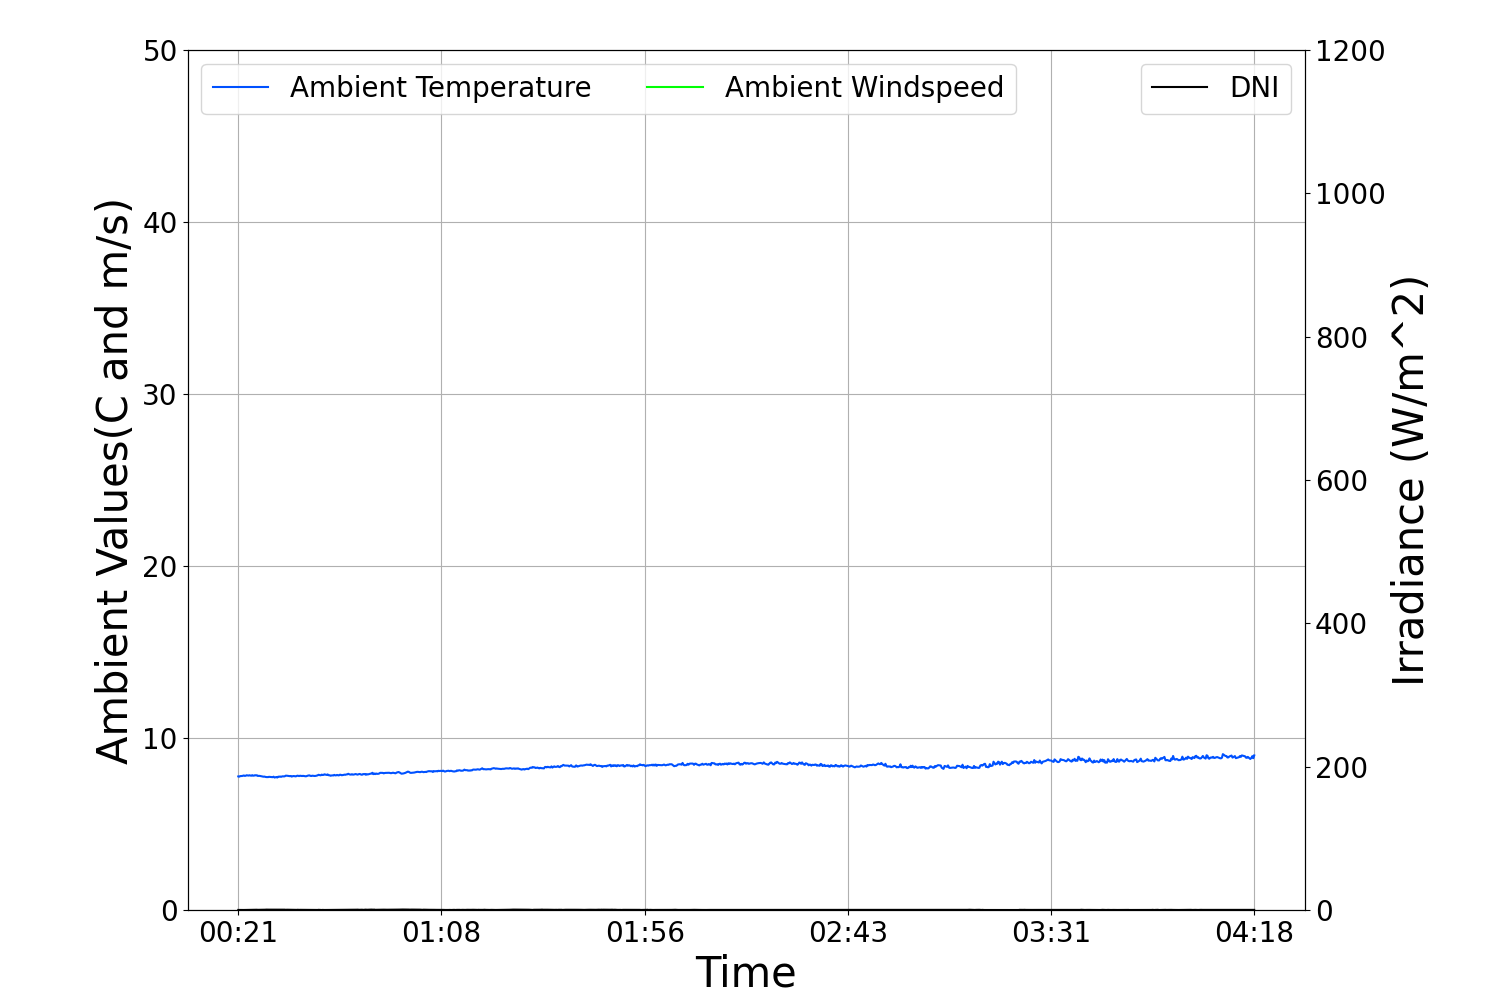 Ambient Temperature
Ambient Windspeed
DNI
Ambient Values(C and m/s)
50
40
30
20
10
0
1200
1000
800
600
400
200
0
Irradiance (W/m^2)
00:21 01:08 01:56 02:43 03:31 04:18
Time